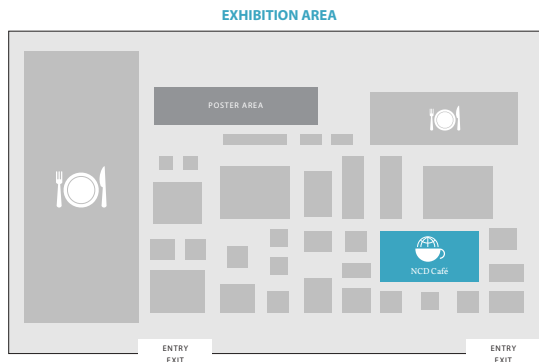 EXHIBITION AREA
POSTER AREA
NCD Café
ENTRY
EXIT
ENTRY
EXIT